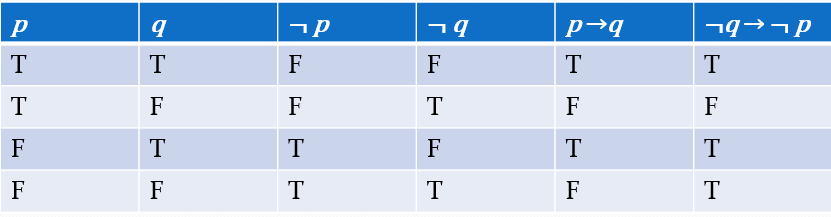 p q ¬ p ¬ q p→q ¬q→¬ p
T T F F T T
T F F T F F
F T T F T T
F F T T F T